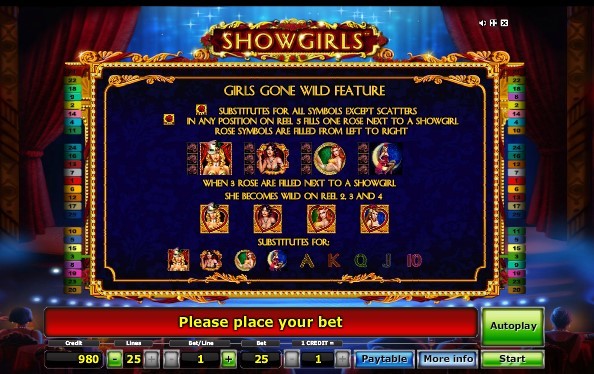 SHOWGIRLS™
GIRLS GONE WILD FEATURE
SUBSTITUTES FOR ALL SYMBOLS EXCEPT SCATTERS
IN ANY POSITION ON REEL 5 FILLS ONE ROSE NEXT TO A SHOWGIRL
ROSE SYMBOLS ARE FILLED FROM LEFT TO RIGHT
WHEN 3 ROSE ARE FILLED NEXT TO A SHOWGIRL
SHE BECOMES WILD ON REEL 2, 3 AND 4
SUBSTITUTES FOR:
A K Q J 10
Please place your bet
Autoplay
Credit Lines Bet/Line Bet 1 CREDIT =
980 - 25 + - 1 + 25 - 1 +
Paytable More info Start